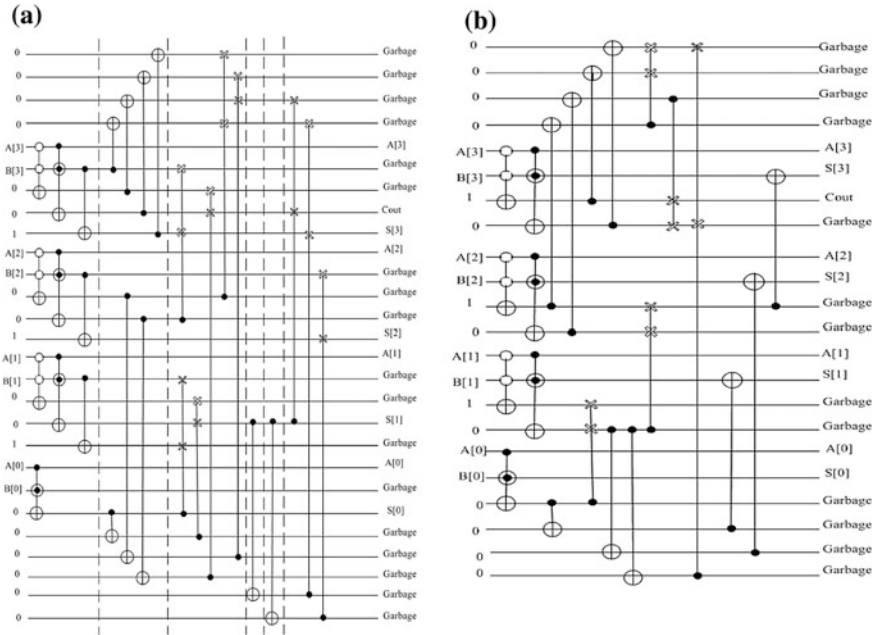 (a)
0 Garbage
0 Garbage
0 Garbage
0 Garbage
A[3] A[3]
B[3] Garbage
0 Garbage
0 Cout
1 S[3]
A[2] A[2]
B[2] Garbage
0 Garbage
0 Garbage
1 S[2]
A[1] A[1]
B[1] Garbage
0 Garbage
0 S[1]
1 Garbage
A[0] A[0]
B[0] Garbage
0 S[0]
0 Garbage
0 Garbage
0 Garbage
0 Garbage
0 Garbage
(b)
0 Garbage
0 Garbage
0 Garbage
0 Garbage
A[3] A[3]
B[3] S[3]
1 Cout
0 Garbage
A[2] A[2]
B[2] S[2]
1 Garbage
0 Garbage
A[1] A[1]
B[1] S[1]
1 Garbage
0 Garbage
A[0] A[0]
B[0] S[0]
0 Garbage
0 Garbage
0 Garbage
0 Garbage